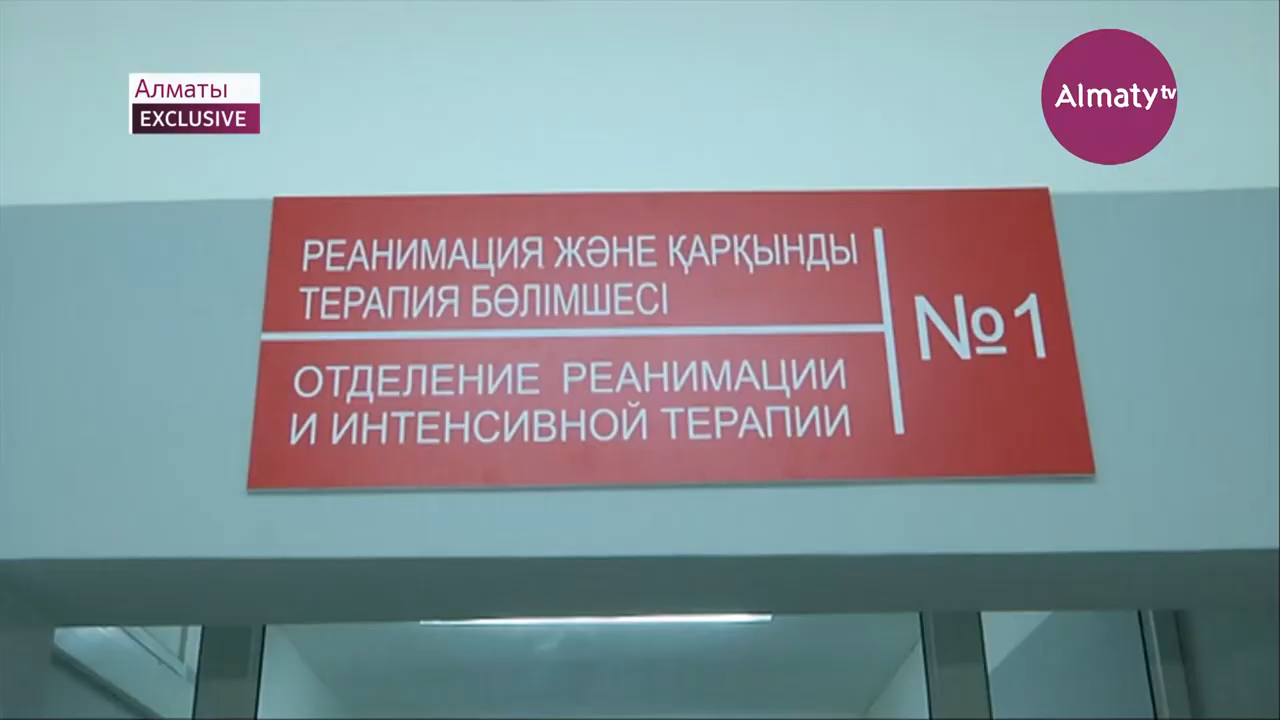 Алматы
EXCLUSIVE
Almaty tv
РЕАНИМАЦИЯ ЖӘНЕ ҚАРҚЫНДЫ
ТЕРАПИЯ БӨЛІМШЕСІ
ОТДЕЛЕНИЕ РЕАНИМАЦИИ
И ИНТЕНСИВНОЙ ТЕРАПИИ
№1